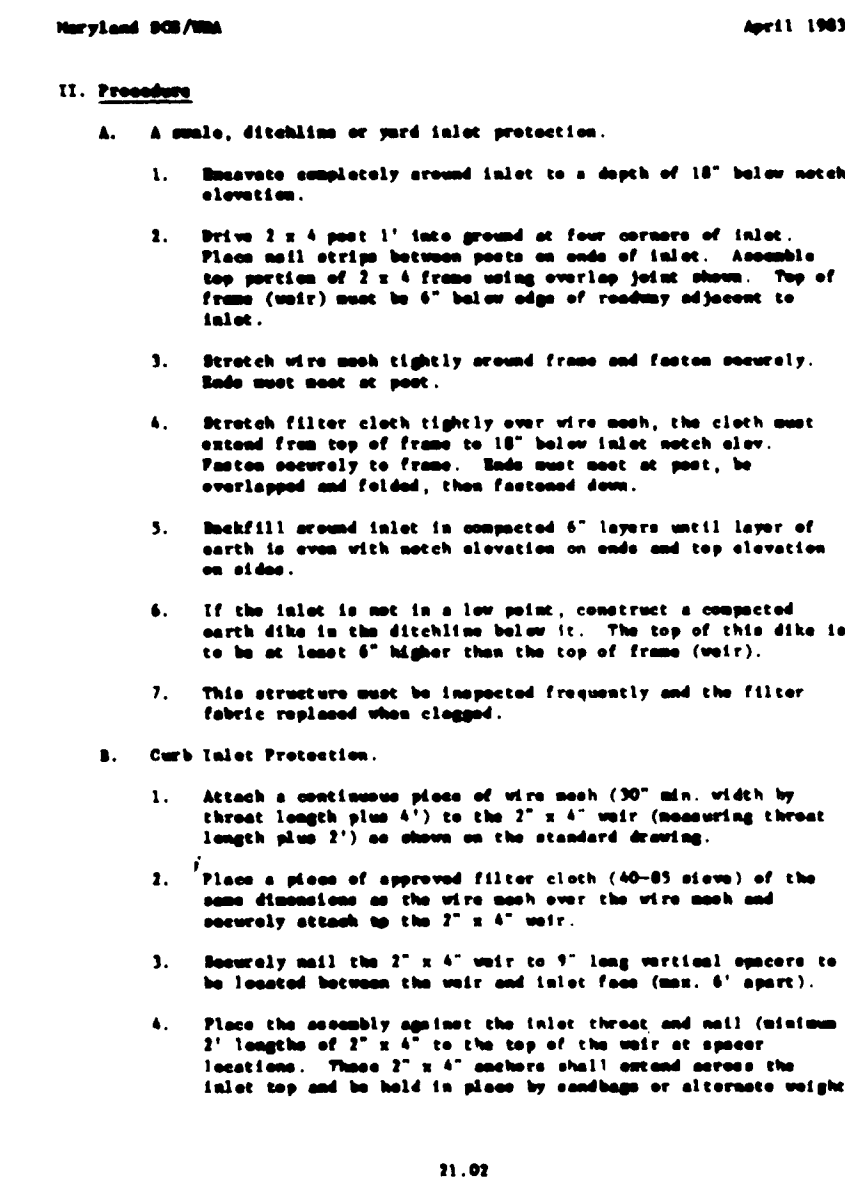 Maryland SCS/WRA April 1983
II. Procedure
A. A swale, ditchline or yard inlet protection.
1. Excavate completely around inlet to a depth of 18" below notch
elevation.
2. Drive 2 x 4 post 1' into ground at four corners of inlet.
Place nail strips between posts on ends of inlet. Assemble
top portion of 2 x 4 frame using overlap joint shown. Top of
frame (weir) must be 6" below edge of roadway adjacent to
inlet.
3. Stretch wire mesh tightly around frame and fasten securely.
Ends must meet at post.
4. Stretch filter cloth tightly over wire mesh, the cloth must
extend from top of frame to 18" below inlet notch elev.
Fasten securely to frame. Ends must meet at post, be
overlapped and folded, then fastened down.
5. Backfill around inlet in compacted 6" layers until layer of
earth is even with notch elevation on ends and top elevation
on sides.
6. If the inlet is not in a low point, construct a compacted
earth dike in the ditchline below it. The top of this dike is
to be at least 6" higher than the top of frame (weir).
7. This structure must be inspected frequently and the filter
fabric replaced when clogged.
B. Curb Inlet Protection.
1. Attach a continuous piece of wire mesh (30" min. width by
throat length plus 4') to the 2" x 4" weir (measuring throat
length plus 2') as shown on the standard drawing.
2. Place a piece of approved filter cloth (40-85 sieve) of the
same dimensions as the wire mesh over the wire mesh and
securely attach to the 2" x 4" weir.
3. Securely nail the 2" x 4" weir to 9" long vertical spacers to
be located between the weir and inlet face (max. 6' apart).
4. Place the assembly against the inlet throat and nail (minimum
2' lengths of 2" x 4" to the top of the weir at spacer
locations. These 2" x 4" anchors shall extend across the
inlet top and be held in place by sandbags or alternate weight
21.02